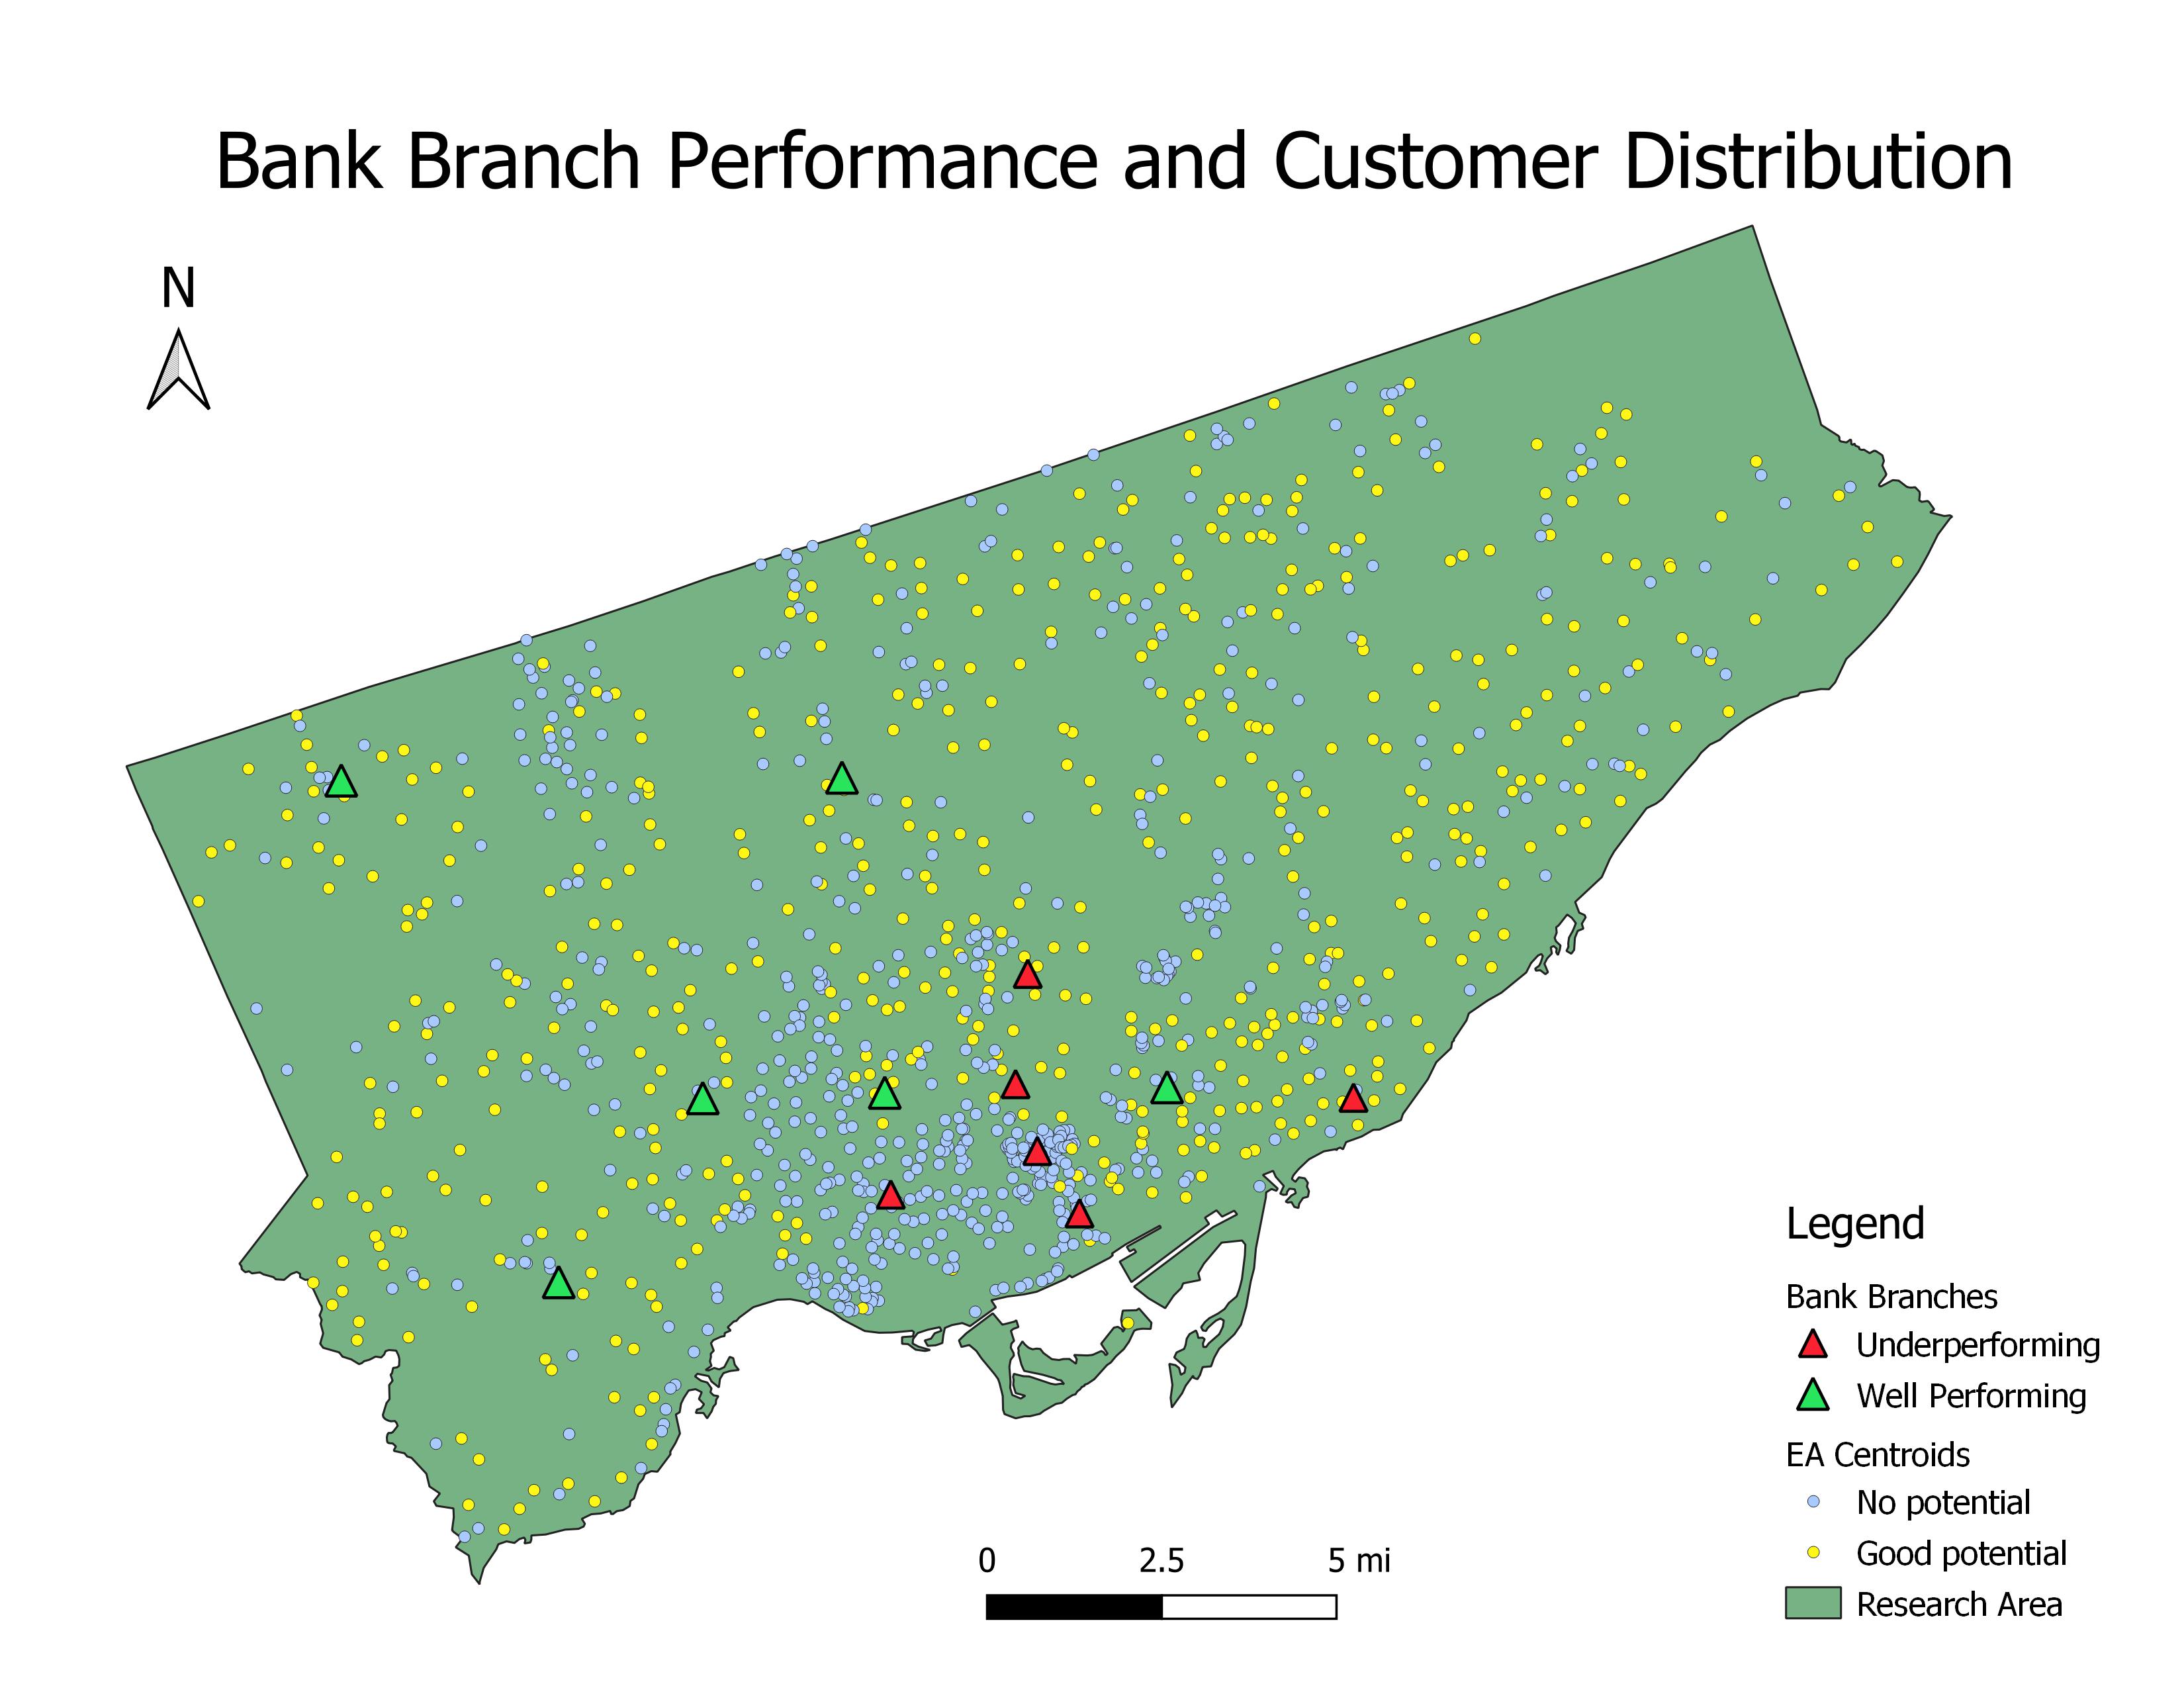 Bank Branch Performance and Customer Distribution
N
Legend
Bank Branches
Underperforming
Well Performing
EA Centroids
No potential
Good potential
Research Area
0 2.5 5 mi